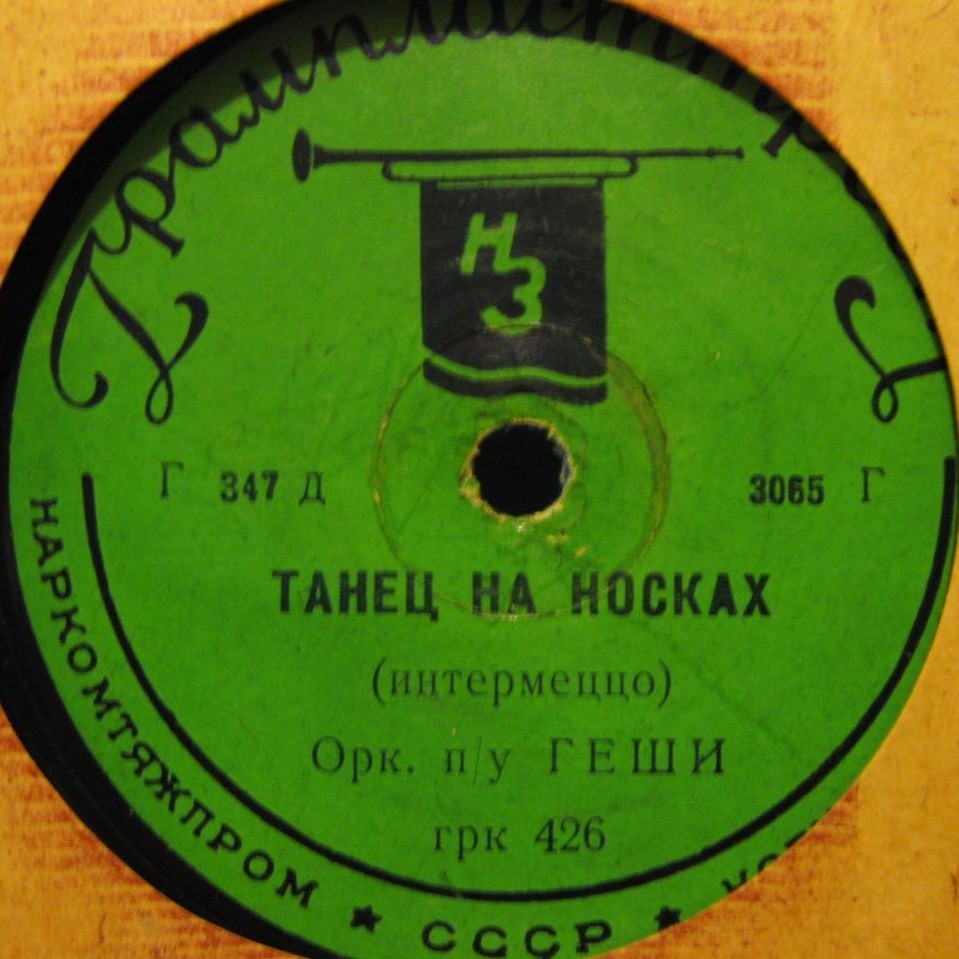 Грампласттрест
НЗ
Г 347 Д
3065 Г
ТАНЕЦ НА НОСКАХ
(интермеццо)
Орк. п/у ГЕШИ
грк 426
НАРКОМТЯЖПРОМ ★ СССР ★